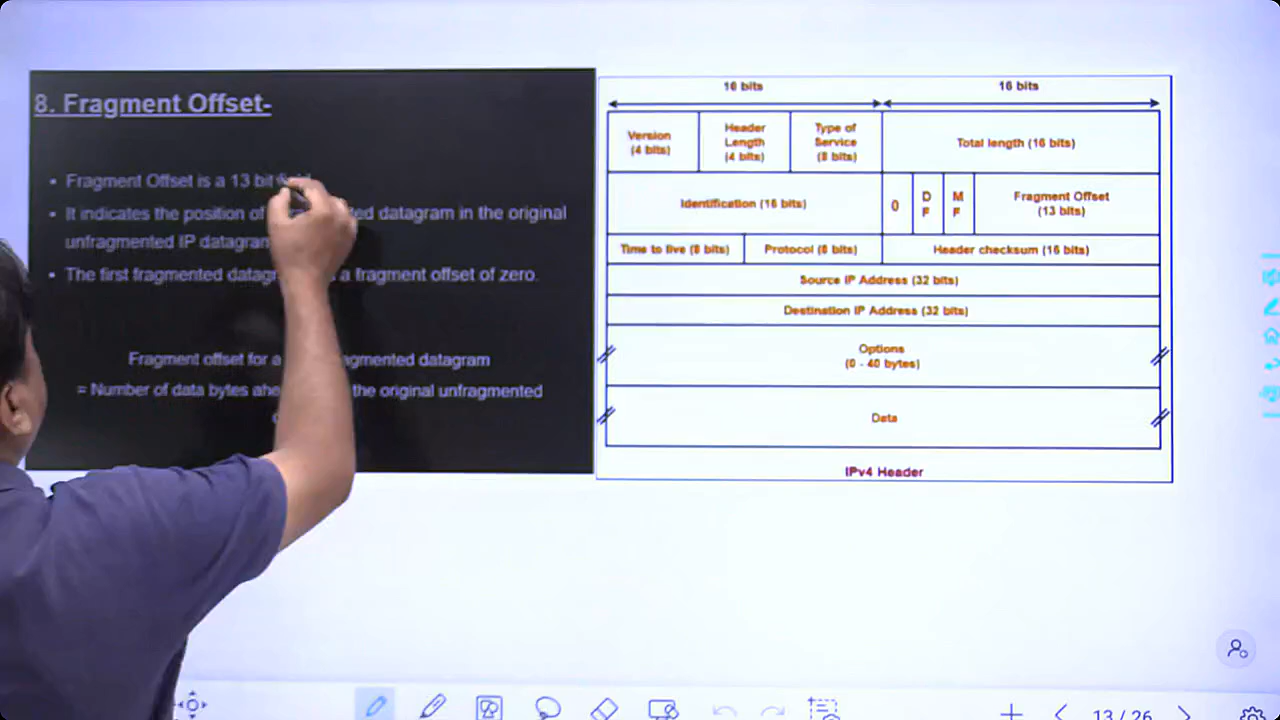 8. Fragment Offset-
• Fragment Offset is a 13 bit
• It indicates the position of datagram in the original
unfragmented IP datagram
• The first fragmented a fragment offset of zero.
Fragment offset for a datagram
= Number of data bytes the original unfragmented
16 bits 16 bits
Version
(4 bits)
Header
Length
(4 bits)
Type of
Service
(8 bits)
Total length (16 bits)
Identification (16 bits)
0
D
F
M
F
Fragment Offset
(13 bits)
Time to live (8 bits) Protocol (8 bits) Header checksum (16 bits)
Source IP Address (32 bits)
Destination IP Address (32 bits)
Options
(0 - 40 bytes)
Data
IPv4 Header
13 / 26